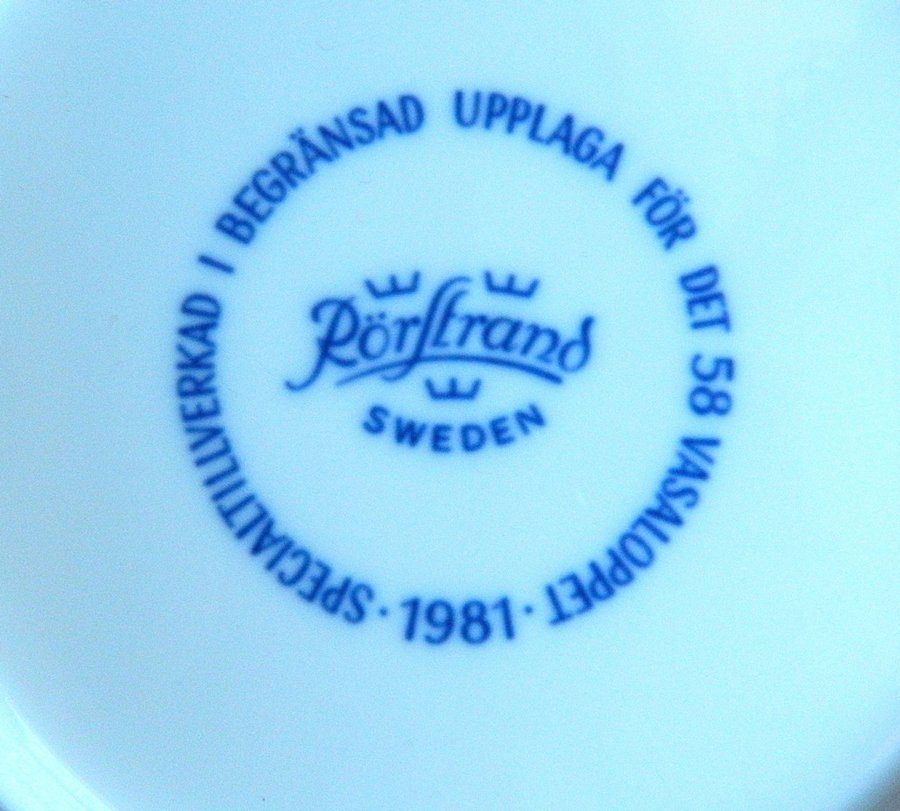 SPECIALTILLVERKAD I BEGRÄNSAD UPPLAGA FÖR DET 58 VASALOPPET
· 1981 ·
Rörstrand
SWEDEN